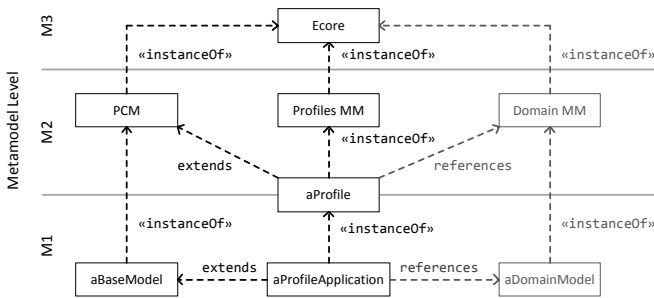 Metamodel Level
M3
Ecore
«instanceOf» «instanceOf» «instanceOf»
M2
PCM Profiles MM Domain MM
«instanceOf»
extends references
aProfile
«instanceOf» «instanceOf» «instanceOf»
M1
extends references
aBaseModel aProfileApplication aDomainModel